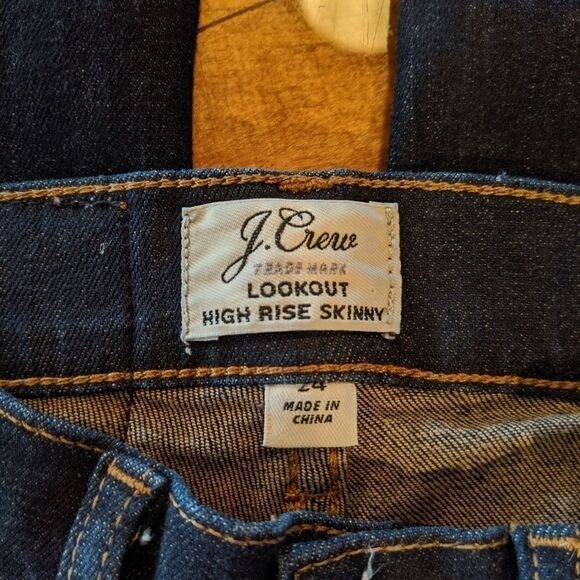 J.Crew
TRADE MARK
LOOKOUT
HIGH RISE SKINNY
24
MADE IN
CHINA